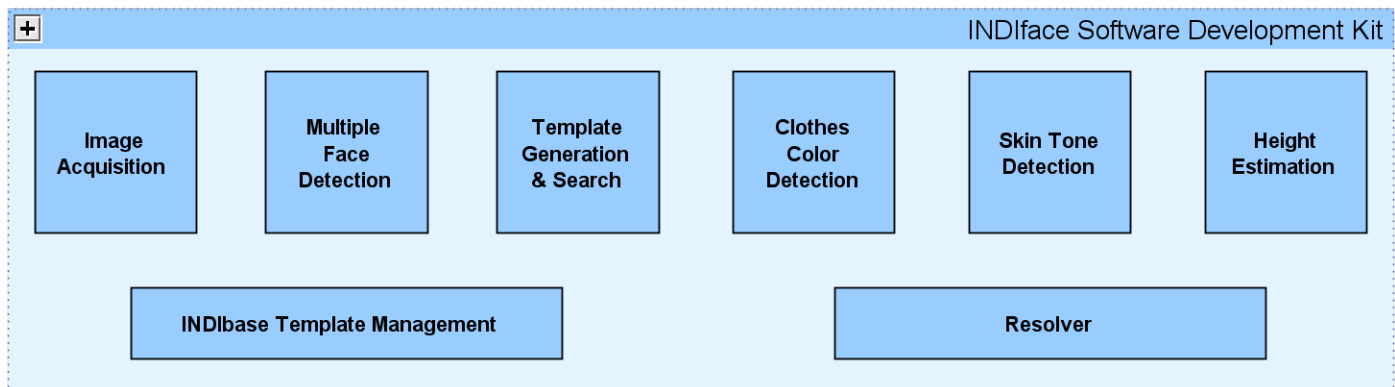 INDIface Software Development Kit
Image
Acquisition
Multiple
Face
Detection
Template
Generation
& Search
Clothes
Color
Detection
Skin Tone
Detection
Height
Estimation
INDIbase Template Management
Resolver